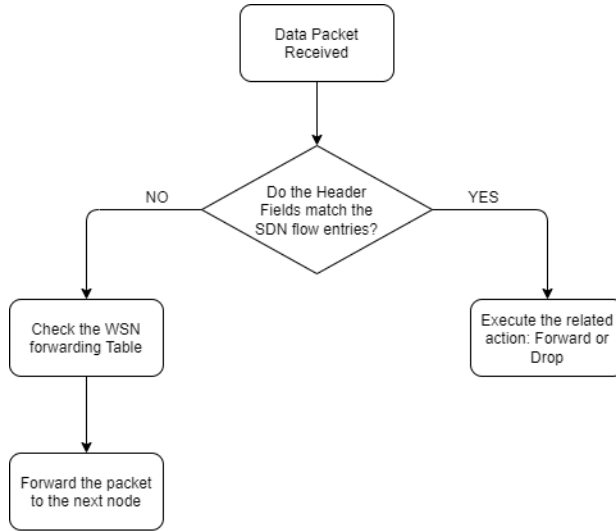 Data Packet
Received
Do the Header
Fields match the
SDN flow entries?
NO
YES
Check the WSN
forwarding Table
Execute the related
action: Forward or
Drop
Forward the packet
to the next node